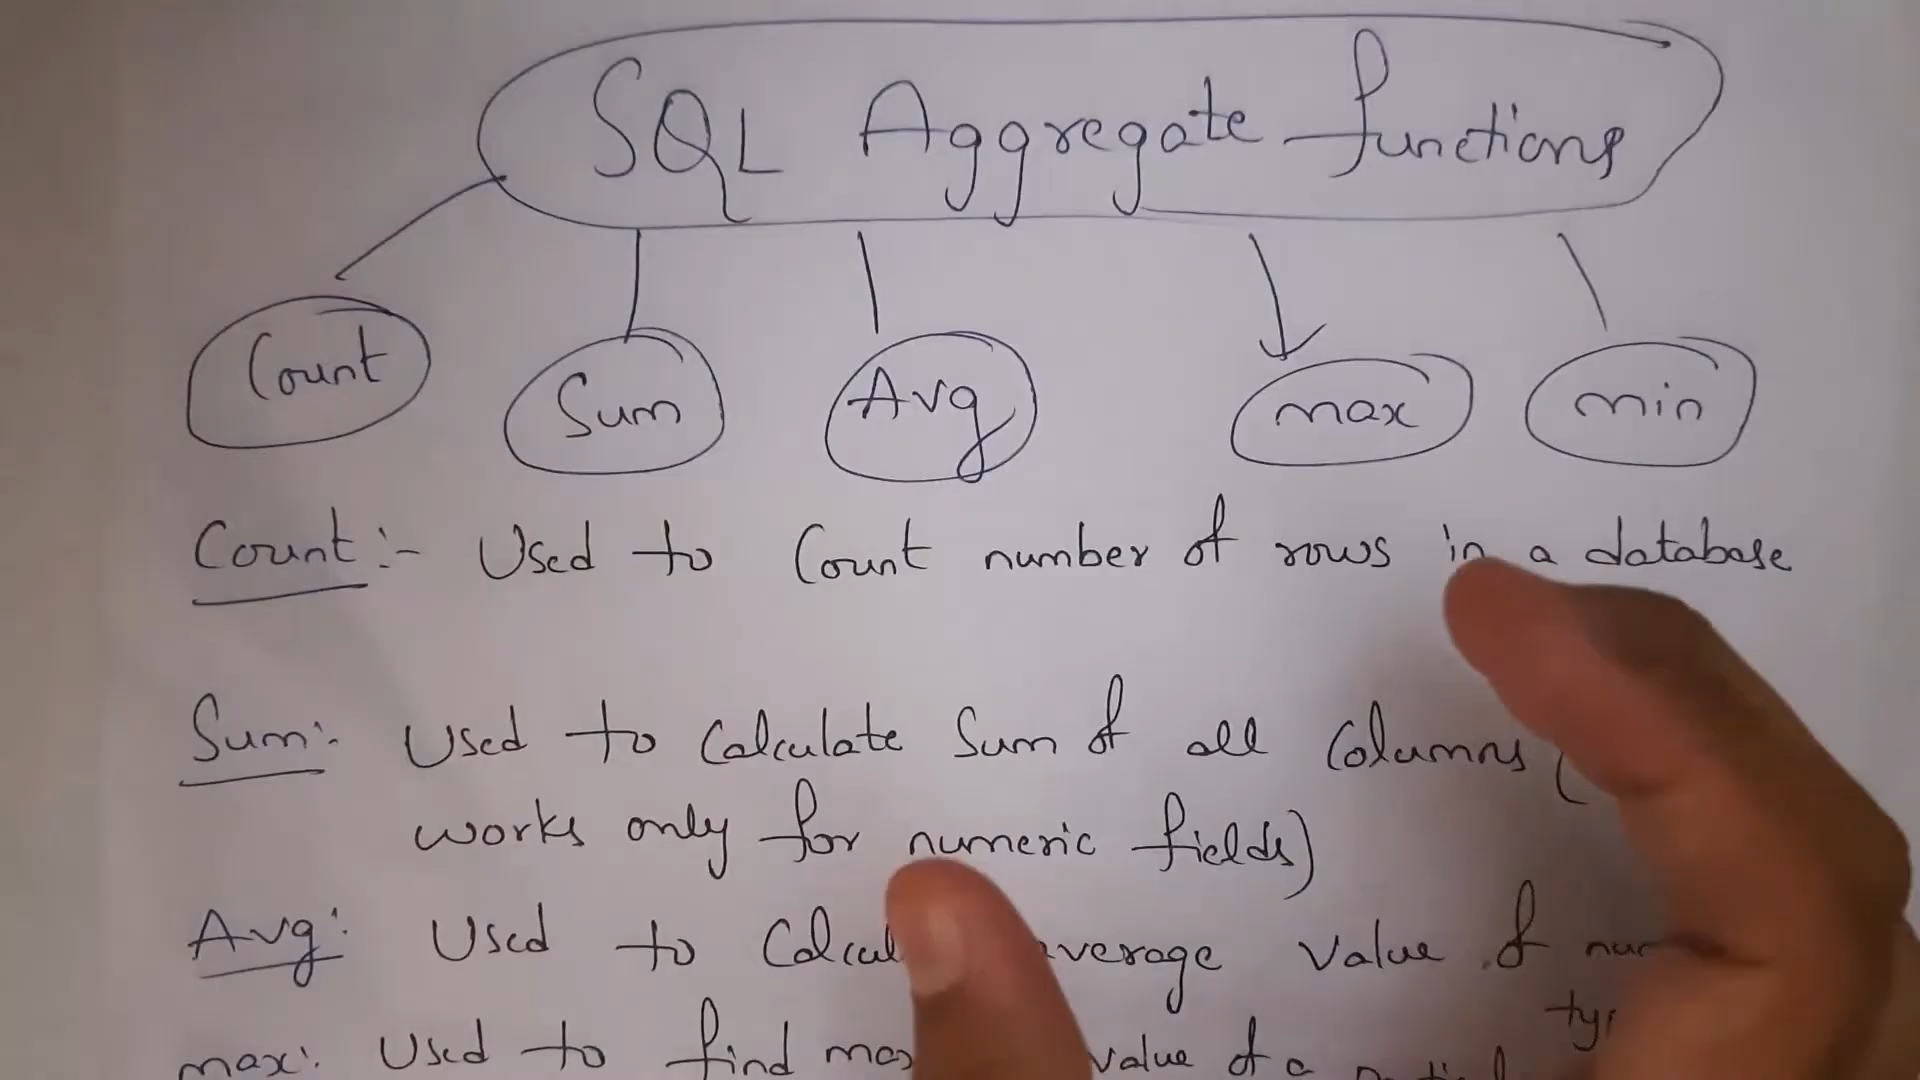 SQL Aggregate functions
Count
Sum
Avg
max
min
Count :- Used to Count number of rows in a database
Sum: Used to Calculate Sum of all Columns (
works only for numeric fields)
Avg: Used to average value of
max: Used to find value of a